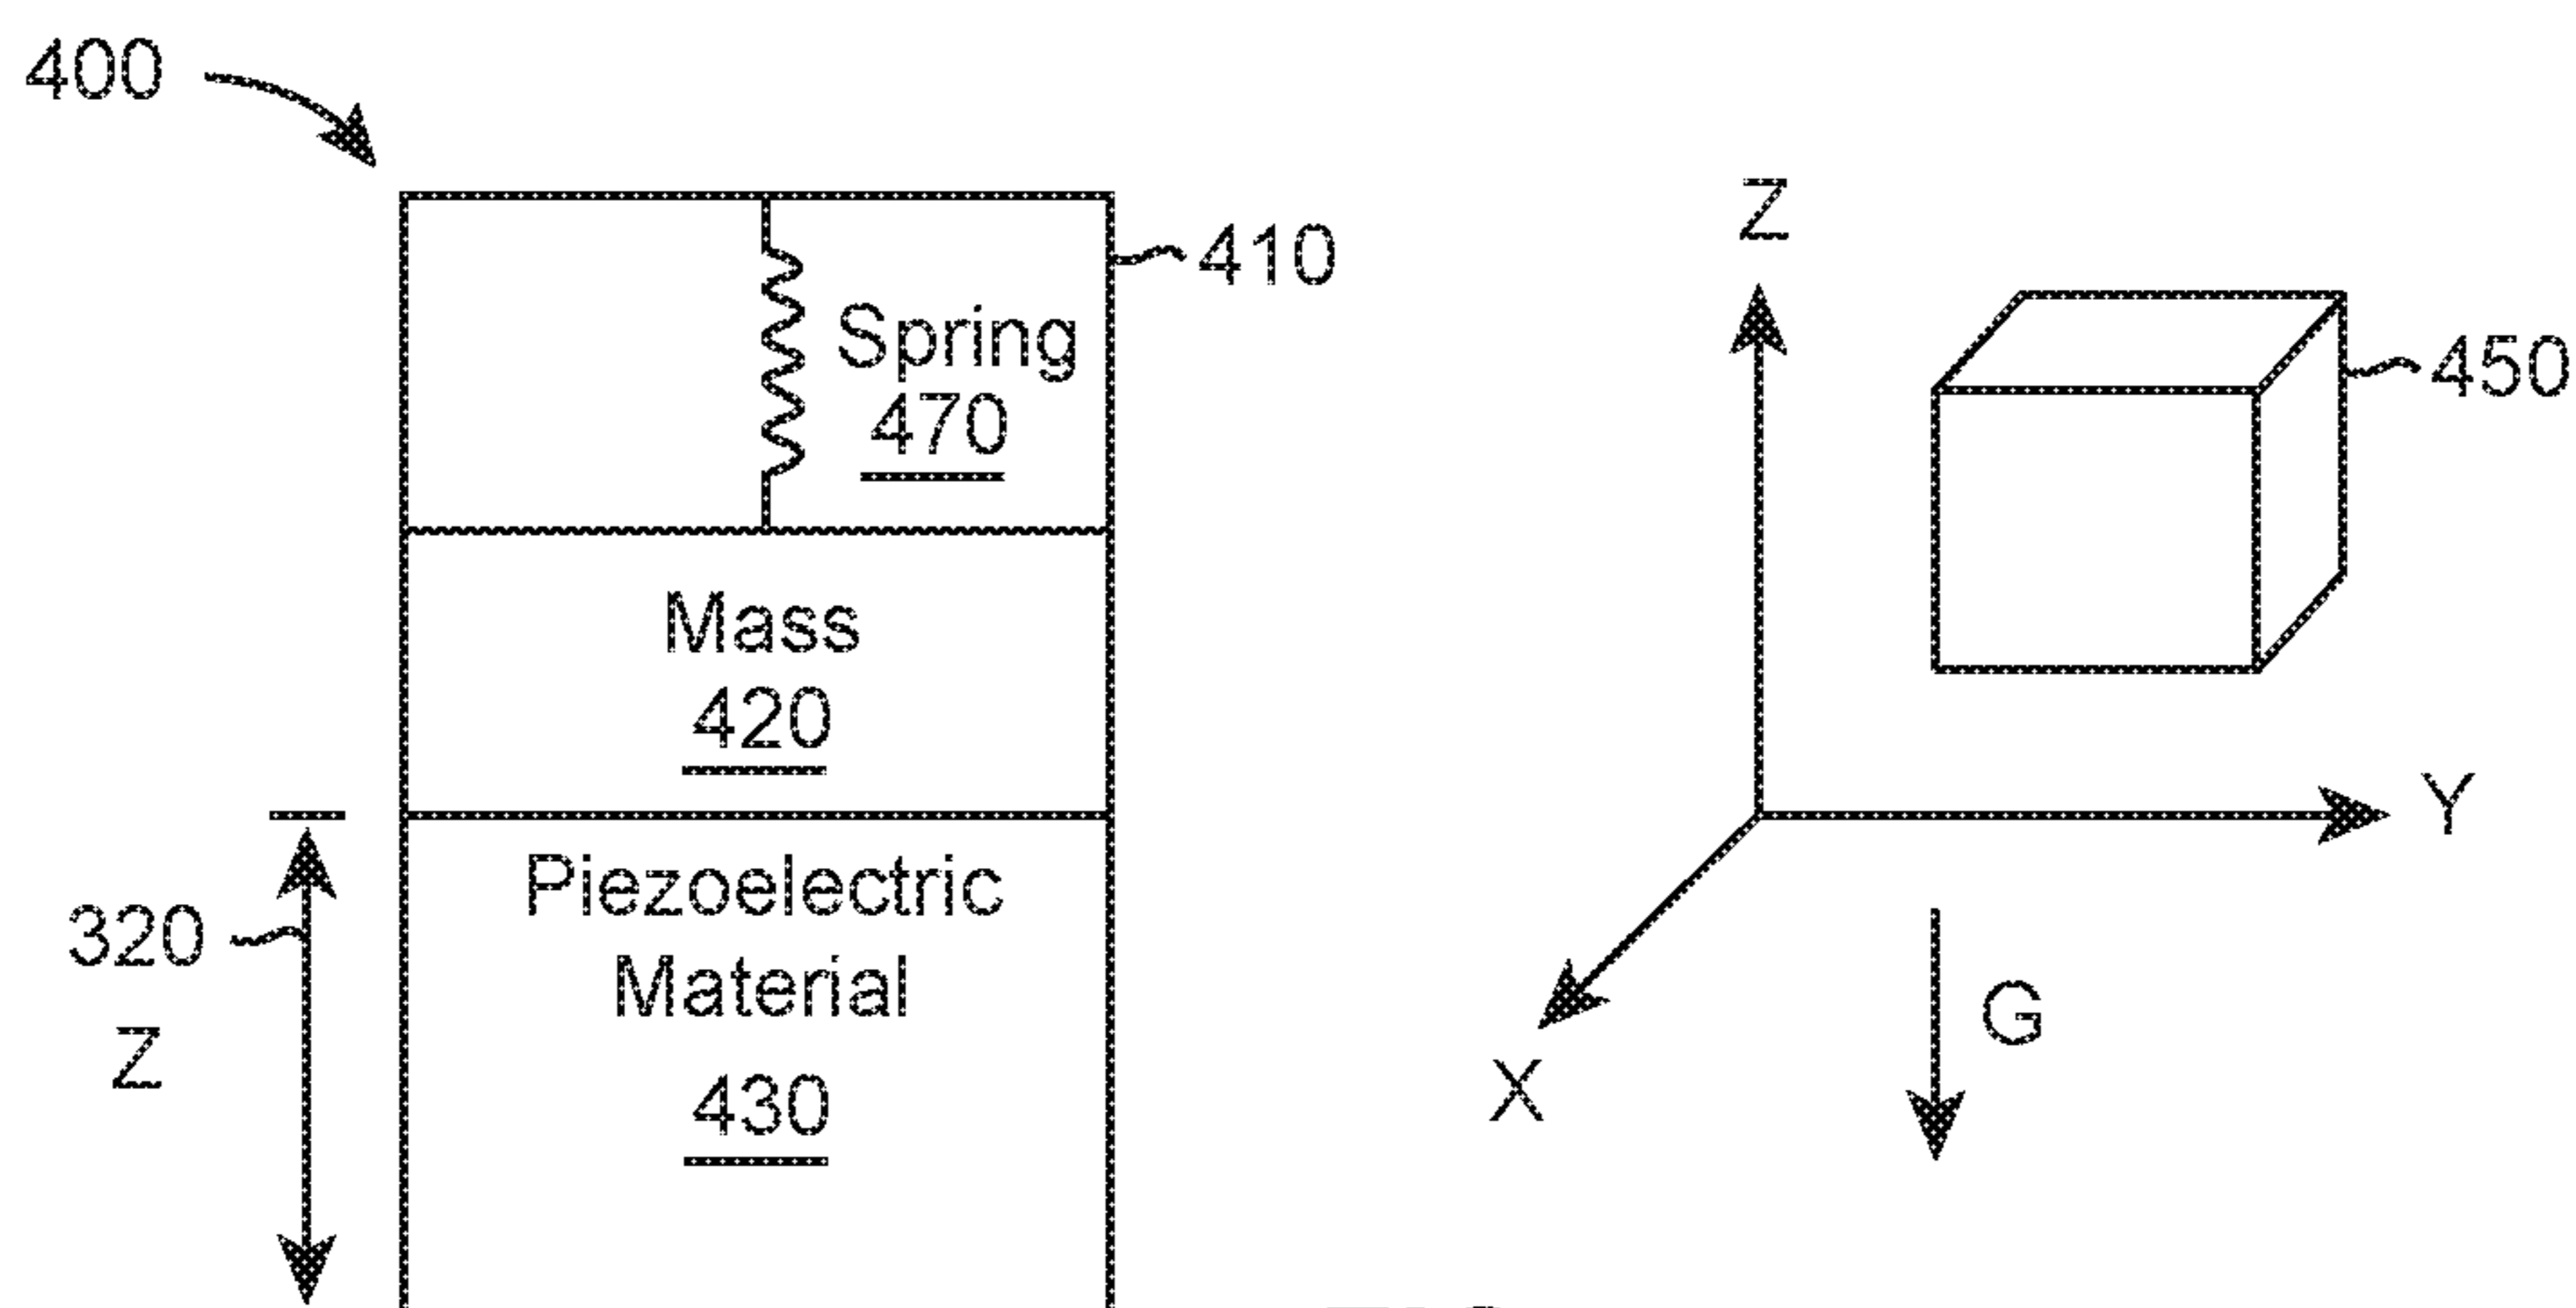 400
410
Spring
470
Mass
420
320
Z
Piezoelectric
Material
430
Z
450
Y
X
G